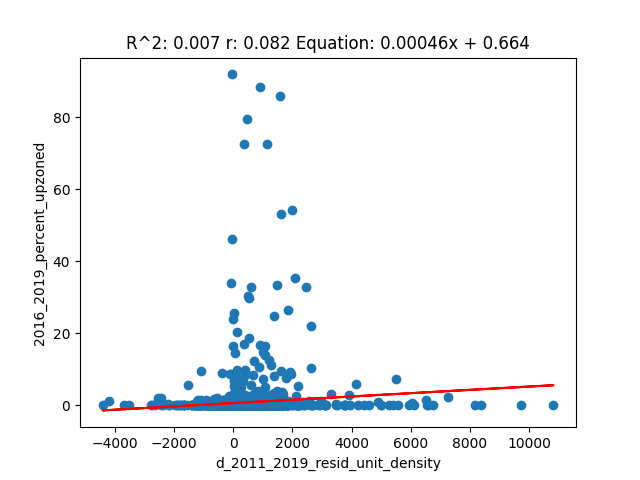 R^2: 0.007 r: 0.082 Equation: 0.00046x + 0.664
2016_2019_percent_upzoned
80
60
40
20
0
−4000 −2000 0 2000 4000 6000 8000 10000
d_2011_2019_resid_unit_density